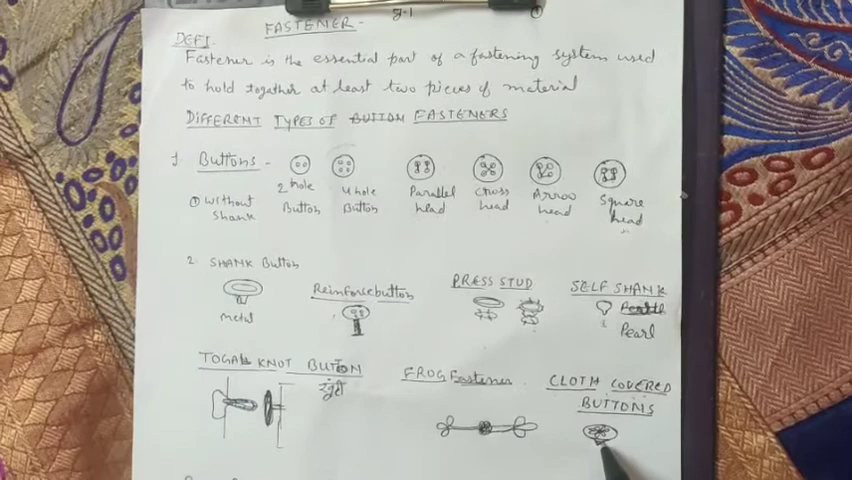 FASTENER-
DEFI.
Fastener is the essential part of a fastening system used
to hold together at least two pieces of material
DIFFERENT TYPES OF BUTTON FASTENERS
1 Buttons -
① without shank
2 hole Button
4 hole Button
Parallel head
Cross head
Arrow head
Square head
2. SHANK Button
metal
Reinforce button
PRESS STUD
SELF SHANK
Pearl
TOGAL KNOT BUTTON
FROG Fastener
CLOTH COVERED
BUTTONS